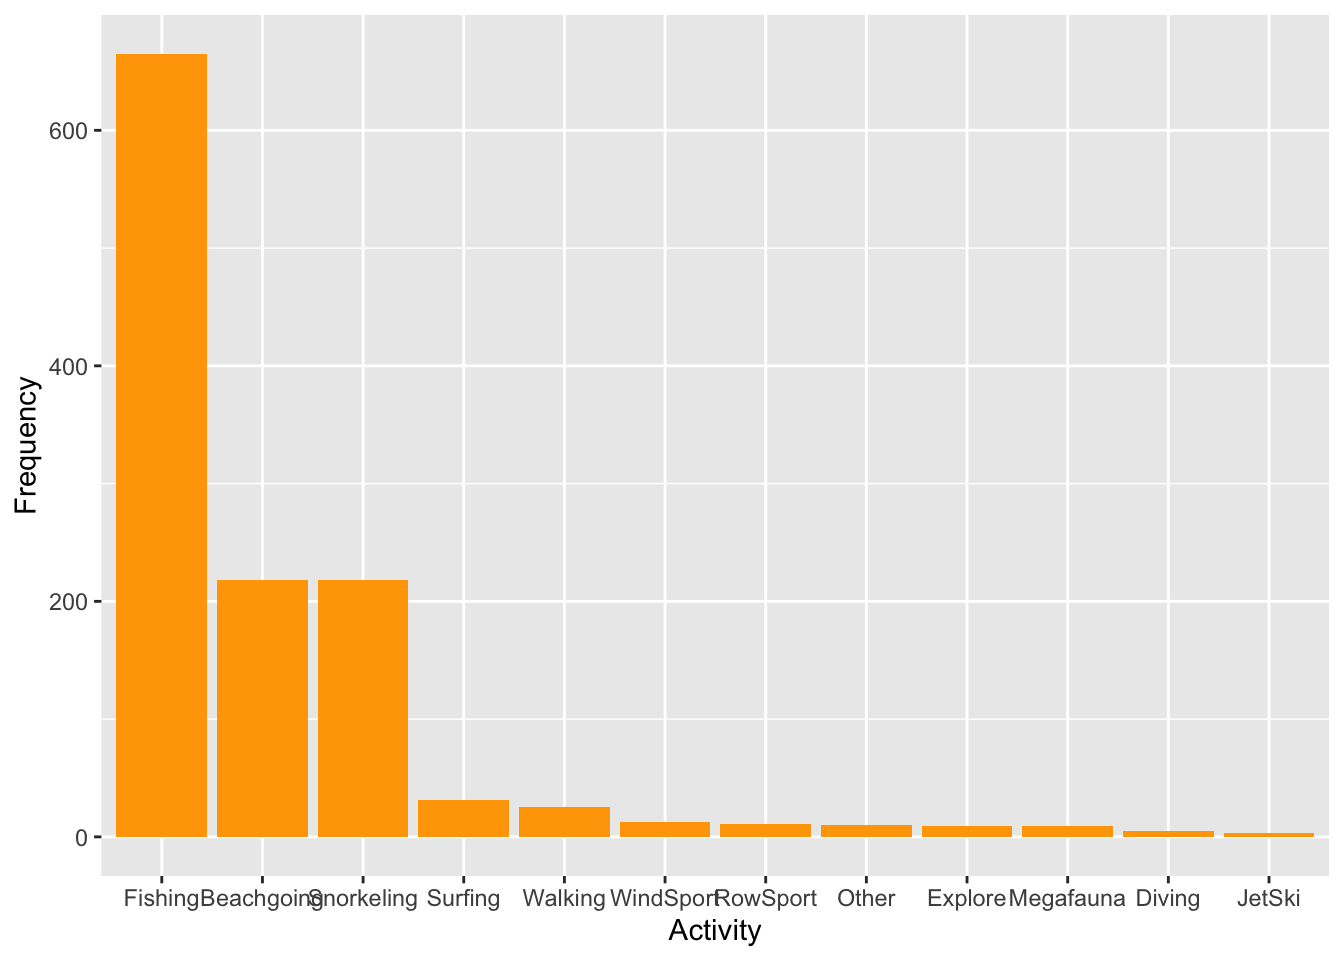 600
400
200
0
Frequency
Fishing Beachgoing Snorkeling Surfing Walking WindSport RowSport Other Explore Megafauna Diving JetSki
Activity